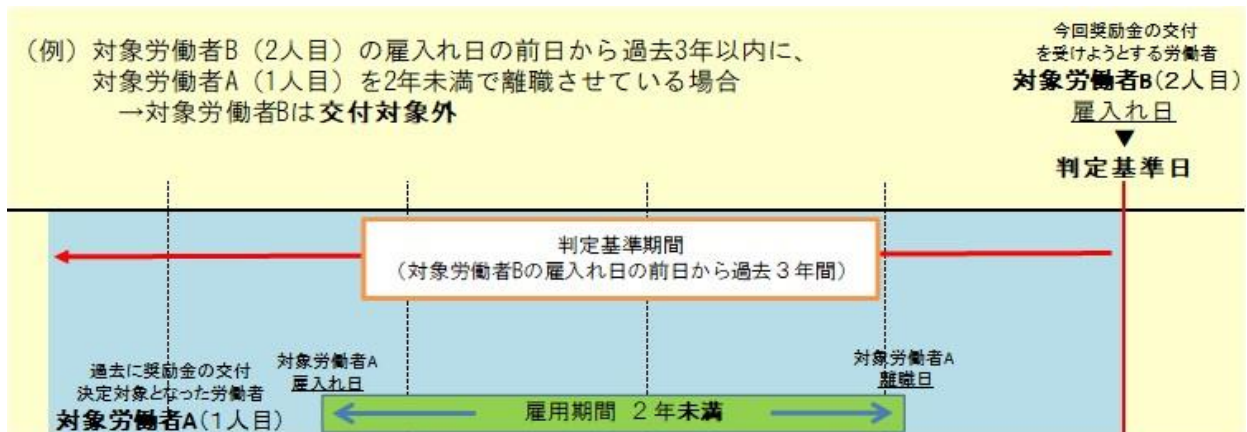 （例）対象労働者B（2人目）の雇入れ日の前日から過去3年以内に、
対象労働者A（1人目）を2年未満で離職させている場合
→対象労働者Bは交付対象外
今回奨励金の交付
を受けようとする労働者
対象労働者B(2人目)
雇入れ日
▼
判定基準日
判定基準期間
（対象労働者Bの雇入れ日の前日から過去３年間）
過去に奨励金の交付
決定対象となった労働者
対象労働者A(1人目)
対象労働者A
雇入れ日
対象労働者A
離職日
雇用期間 ２年未満